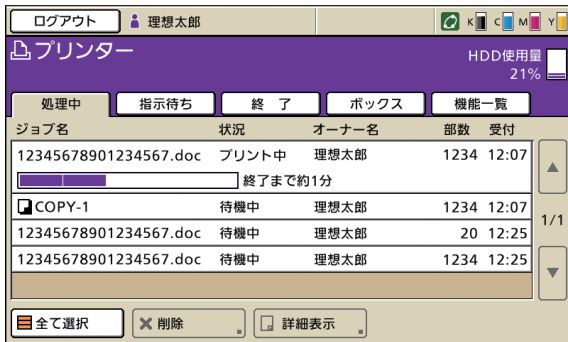 ログアウト 理想太郎 K C M Y
プリンター HDD使用量
21%
処理中 指示待ち 終 了 ボックス 機能一覧
ジョブ名 状況 オーナー名 部数 受付
12345678901234567.doc プリント中 理想太郎 1234 12:07
終了まで約1分
COPY-1 待機中 理想太郎 1234 12:07
1/1
12345678901234567.doc 待機中 理想太郎 20 12:25
12345678901234567.doc 待機中 理想太郎 1234 12:25
全て選択 削除 詳細表示